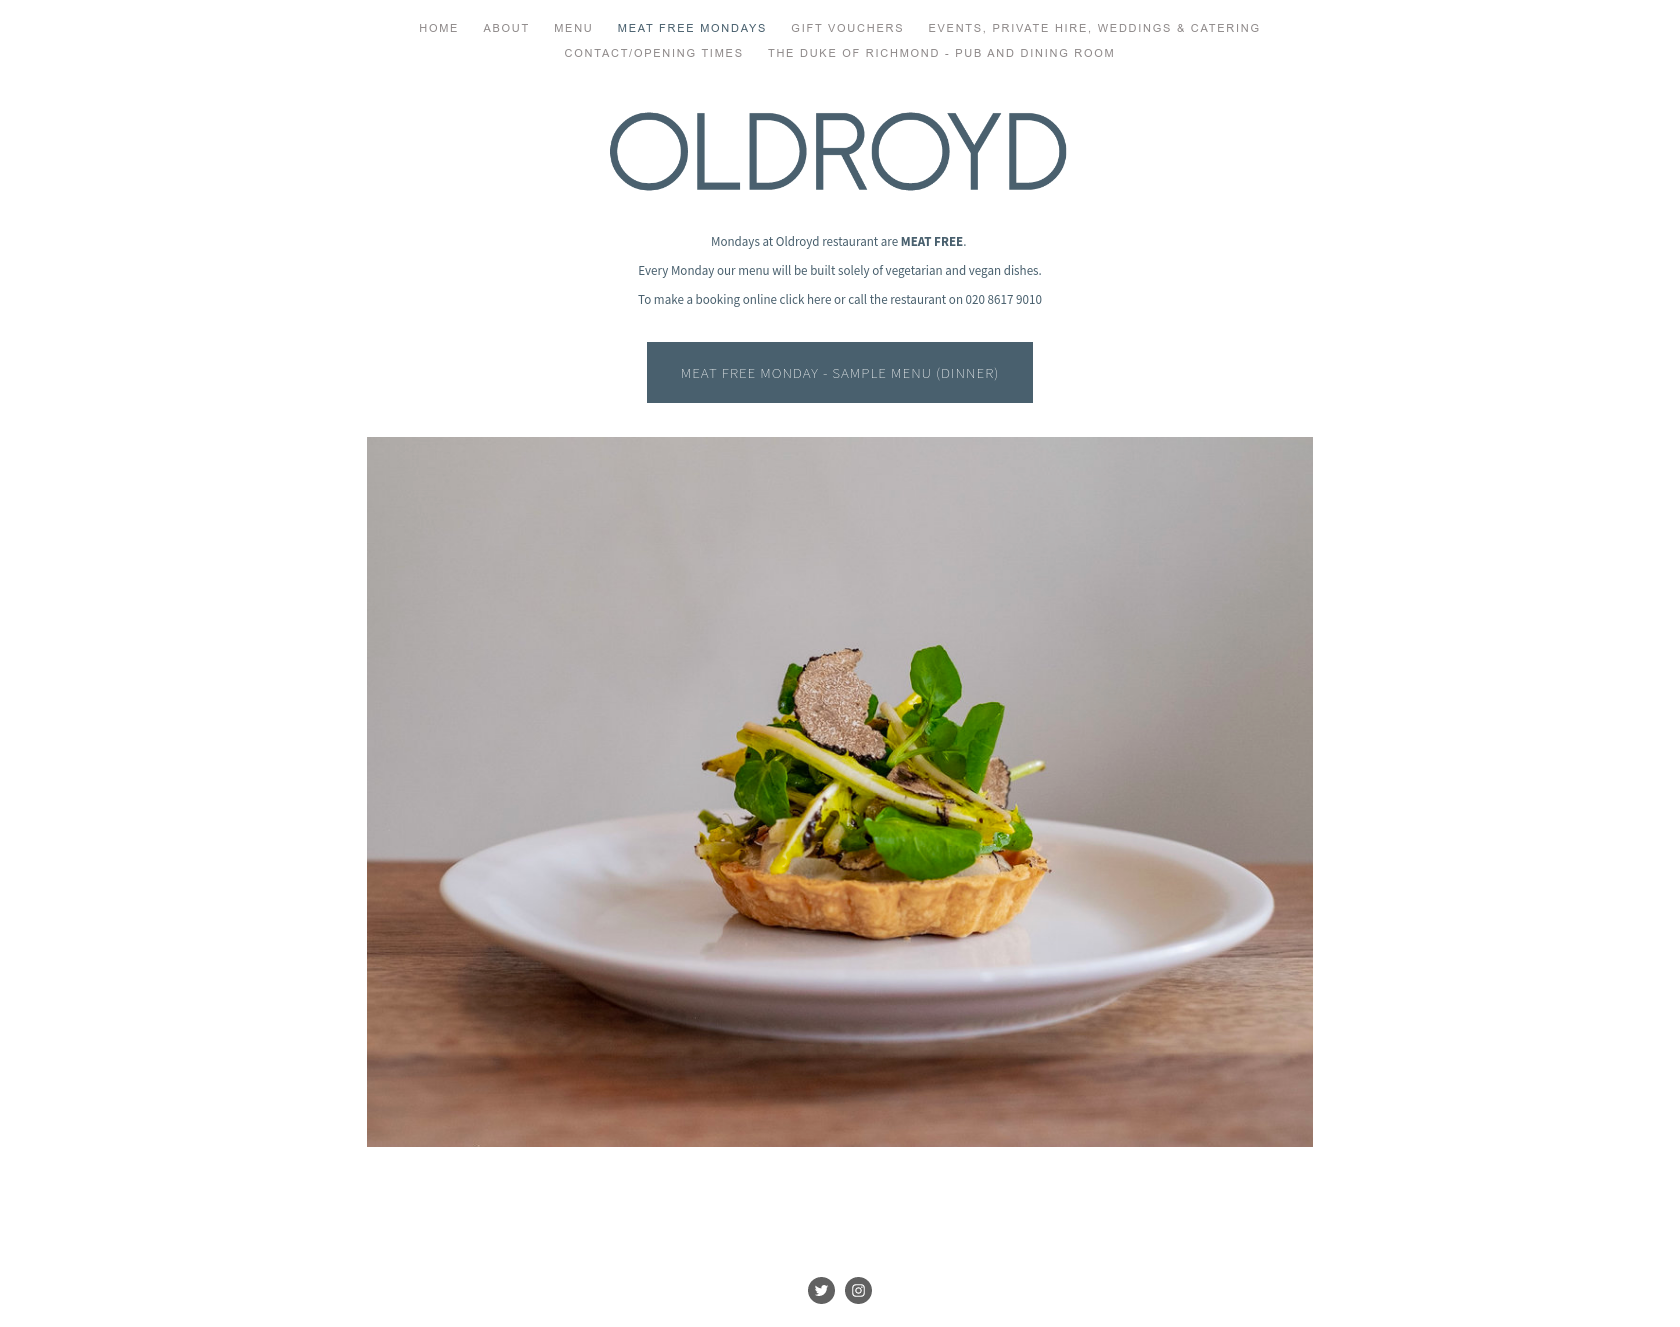 HOME ABOUT MENU MEAT FREE MONDAYS GIFT VOUCHERS EVENTS, PRIVATE HIRE, WEDDINGS & CATERING
CONTACT/OPENING TIMES THE DUKE OF RICHMOND - PUB AND DINING ROOM
OLDROYD
Mondays at Oldroyd restaurant are MEAT FREE.
Every Monday our menu will be built solely of vegetarian and vegan dishes.
To make a booking online click here or call the restaurant on 020 8617 9010
MEAT FREE MONDAY - SAMPLE MENU (DINNER)